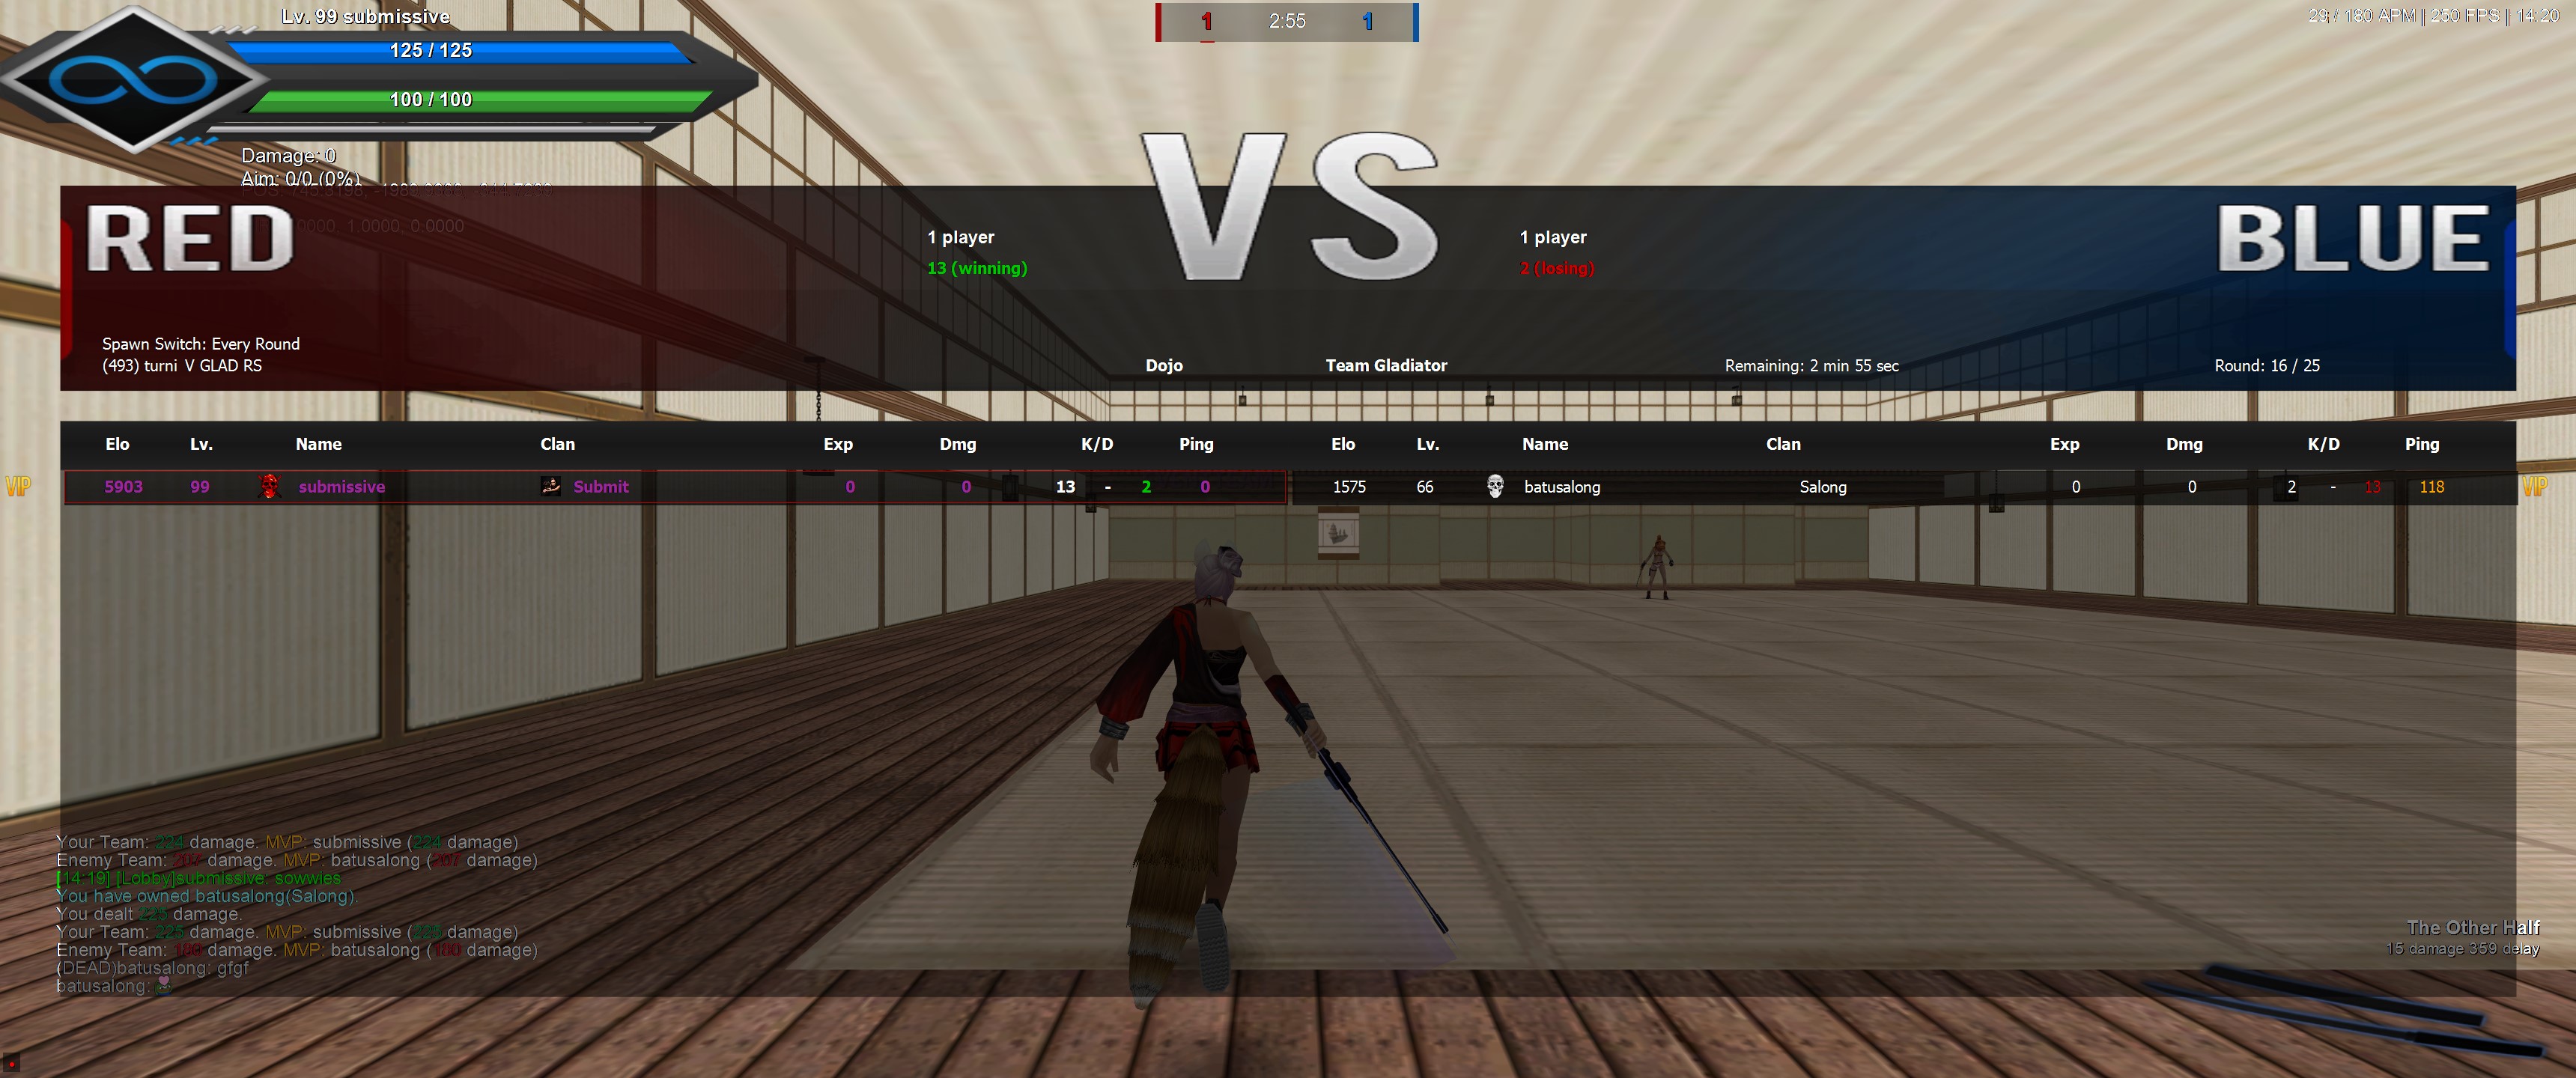 Lv. 99 submissive
125 / 125
100 / 100
Damage: 0
Aim: 0/0 (0%)
1 2:55 1
29 / 180 APM | 250 FPS | 14:20
VS
RED
BLUE
1 player
13 (winning)
1 player
2 (losing)
Spawn Switch: Every Round
(493) turni V GLAD RS
Dojo Team Gladiator Remaining: 2 min 55 sec Round: 16 / 25
Elo Lv. Name Clan Exp Dmg K/D Ping Elo Lv. Name Clan Exp Dmg K/D Ping
VIP 5903 99 submissive Submit 0 0 13 - 2 0 1575 66 batusalong Salong 0 0 2 - 13 118 VIP
Your Team: 224 damage. MVP: submissive (224 damage)
Enemy Team: 207 damage. MVP: batusalong (207 damage)
[14:19] [Lobby]submissive. sowwies
You have owned batusalong(Salong).
You dealt 225 damage.
Your Team: 225 damage. MVP: submissive (225 damage)
Enemy Team: 180 damage. MVP: batusalong (180 damage)
(DEAD)batusalong: gfgf
batusalong:
The Other Half
15 damage 359 delay